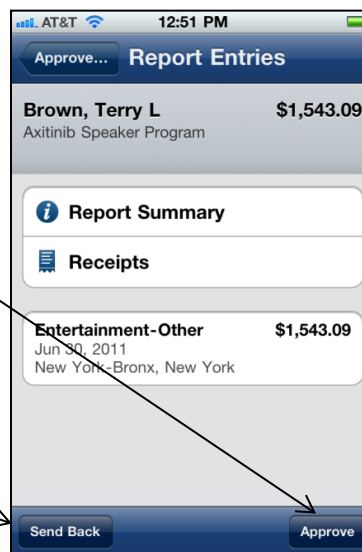 AT&T 12:51 PM
Approve... Report Entries
Brown, Terry L $1,543.09
Axitinib Speaker Program
Report Summary
Receipts
Entertainment-Other $1,543.09
Jun 30, 2011
New York-Bronx, New York
Send Back Approve